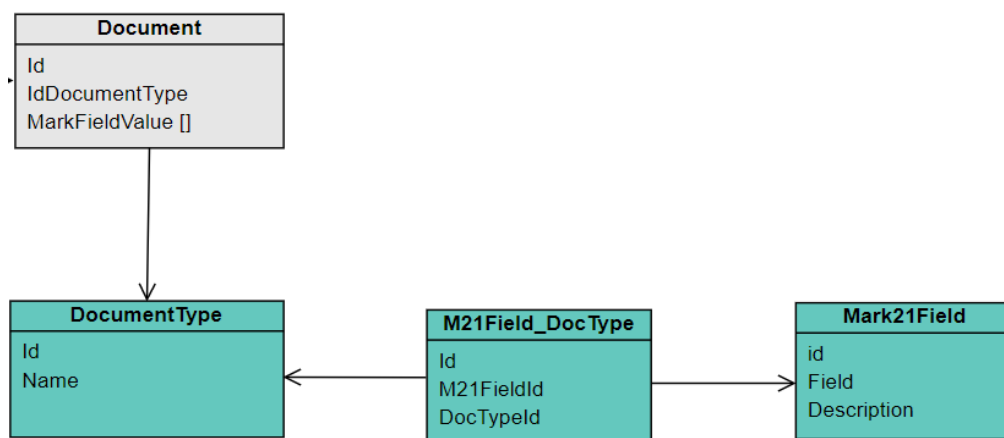 Document
Id
IdDocumentType
MarkFieldValue []
DocumentType
Id
Name
M21Field_DocType
Id
M21FieldId
DocTypeId
Mark21Field
id
Field
Description